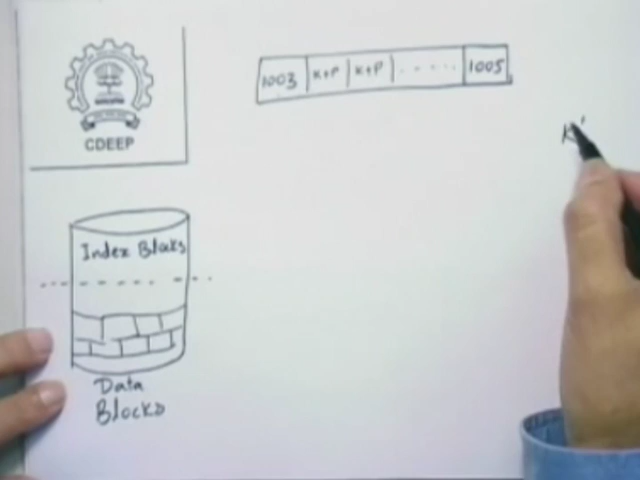 CDEEP
1003 K+P K+P ...... 1005
K'
Index Blocks
Data
Blocks